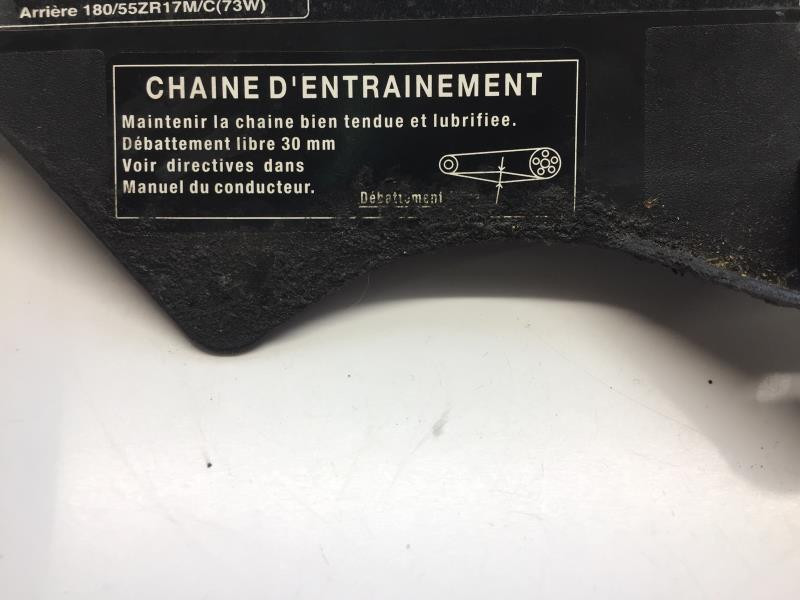 Arrière 180/55ZR17M/C(73W)
CHAINE D'ENTRAINEMENT
Maintenir la chaine bien tendue et lubrifiee.
Débattement libre 30 mm
Voir directives dans
Manuel du conducteur.
Débattement